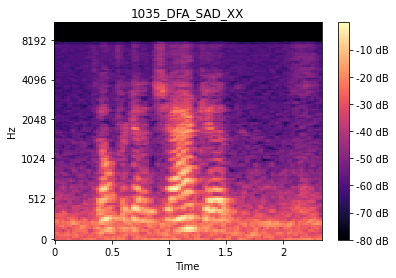 1035_DFA_SAD_XX
8192
4096
2048
1024
512
0
Hz
0
0.5
1
1.5
2
Time
-10 dB
-20 dB
-30 dB
-40 dB
-50 dB
-60 dB
-70 dB
-80 dB